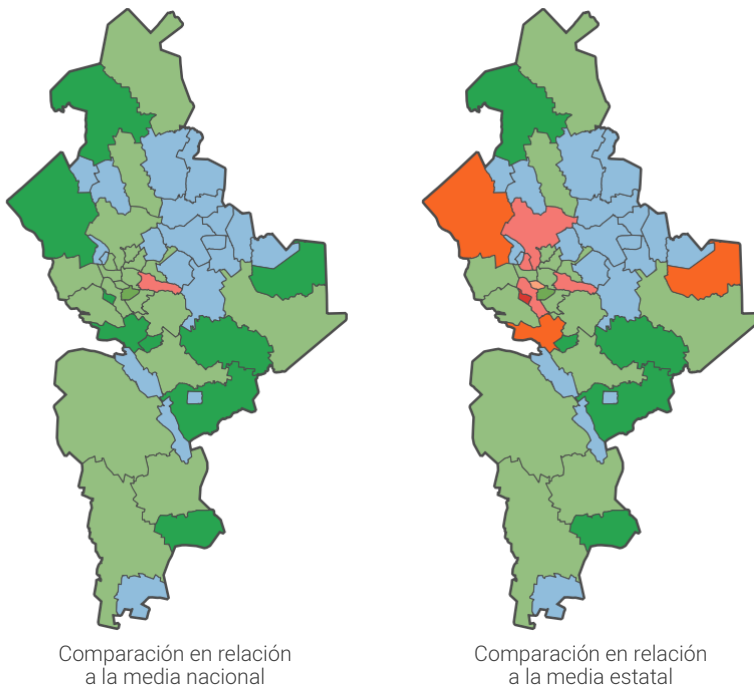 Comparación en relación
a la media nacional
Comparación en relación
a la media estatal